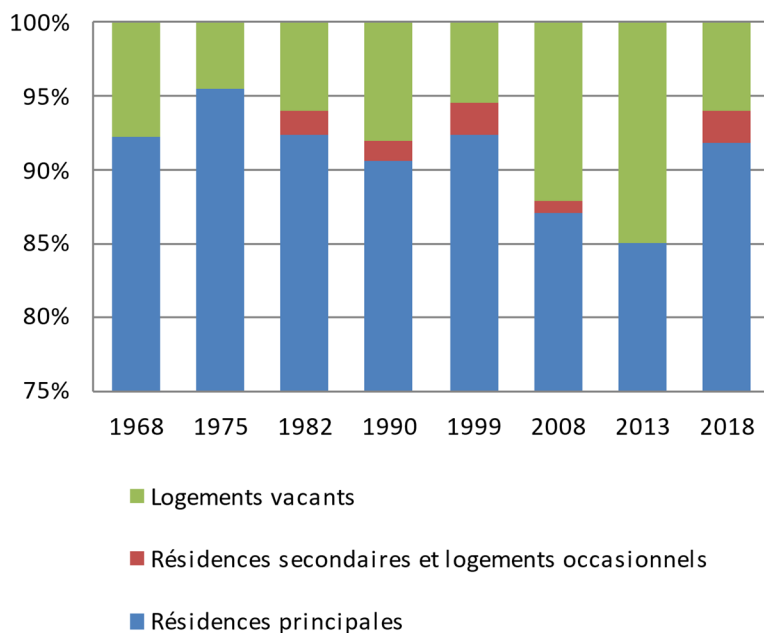 100%
95%
90%
85%
80%
75%
1968 1975 1982 1990 1999 2008 2013 2018
Logements vacants
Résidences secondaires et logements occasionnels
Résidences principales